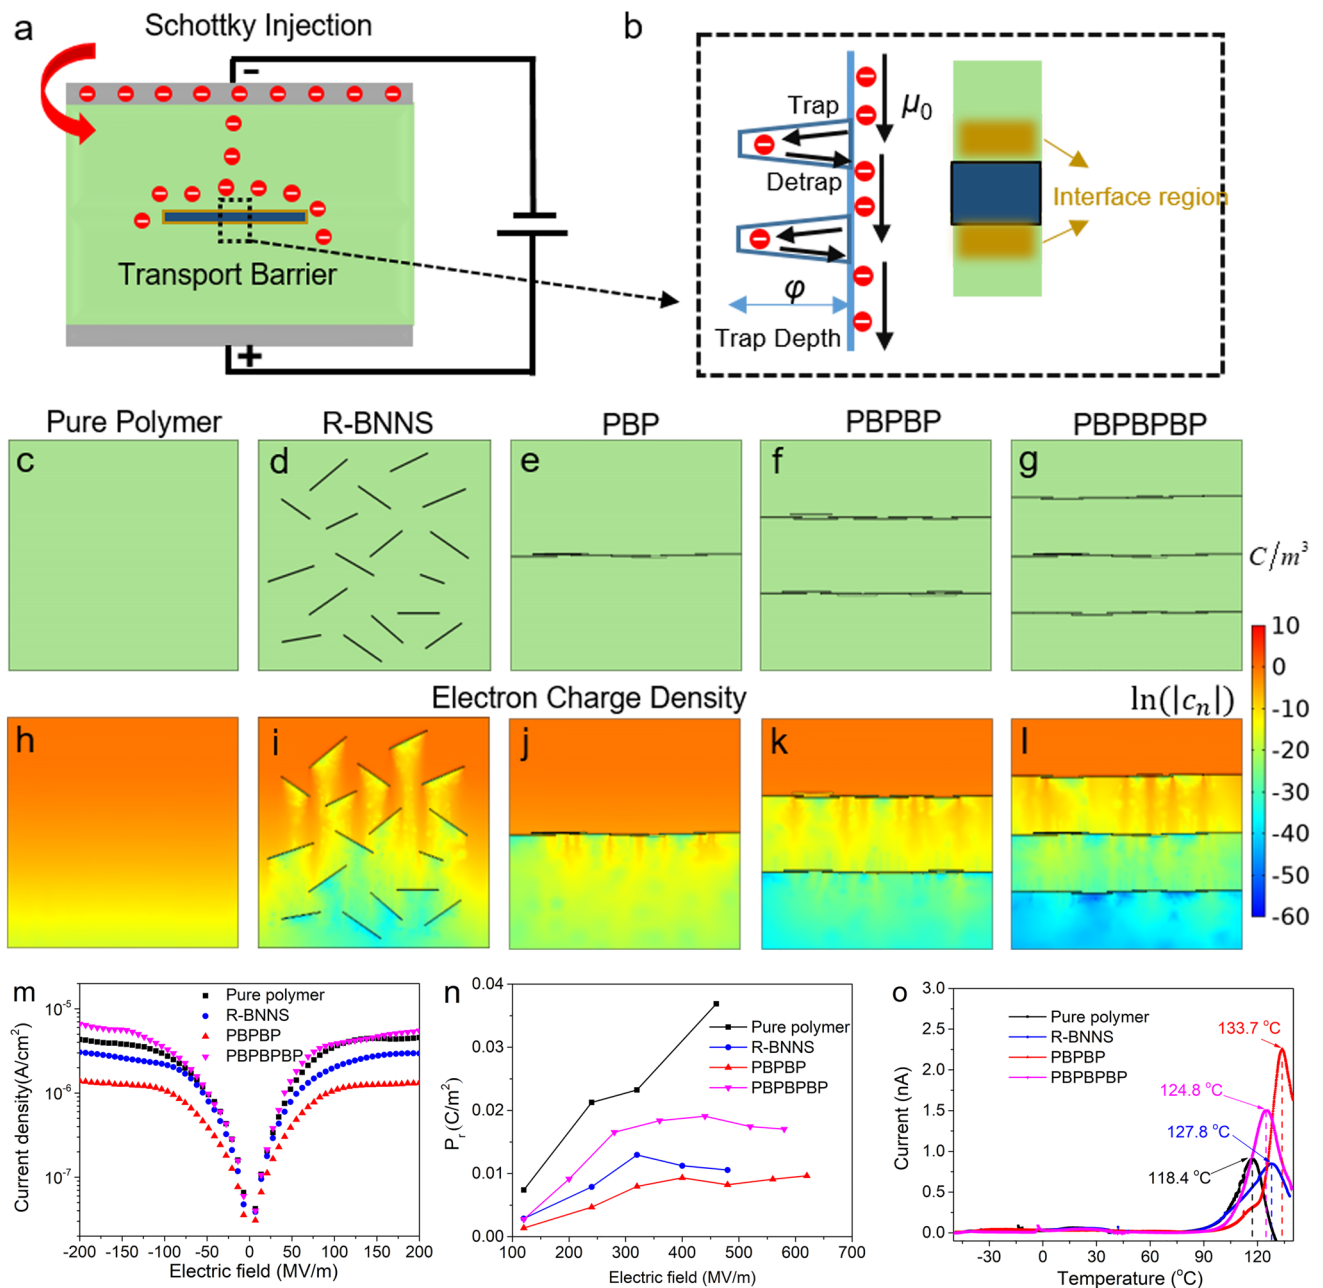 a
Schottky Injection
−
+
Transport Barrier
b
Trap
μ₀
Detrap
Interface region
φ
Trap Depth
Pure Polymer
R-BNNS
PBP
PBPBP
PBPBPBP
c
d
e
f
g
C/m³
10
0
-10
-20
-30
-40
-50
-60
Electron Charge Density
ln(|cₙ|)
h
i
j
k
l
m
Pure polymer
R-BNNS
PBPBP
PBPBPBP
10⁻⁵
10⁻⁶
10⁻⁷
Current density(A/cm²)
-200 -150 -100 -50 0 50 100 150 200
Electric field (MV/m)
n
0.04
0.03
0.02
0.01
0.00
Pᵣ (C/m²)
Pure polymer
R-BNNS
PBPBP
PBPBPBP
100 200 300 400 500 600 700
Electric field (MV/m)
o
3.0
2.5
2.0
1.5
1.0
0.5
0.0
Current (nA)
Pure polymer
R-BNNS
PBPBP
PBPBPBP
133.7 °C
124.8 °C
127.8 °C
118.4 °C
-30 0 30 60 90 120
Temperature (°C)